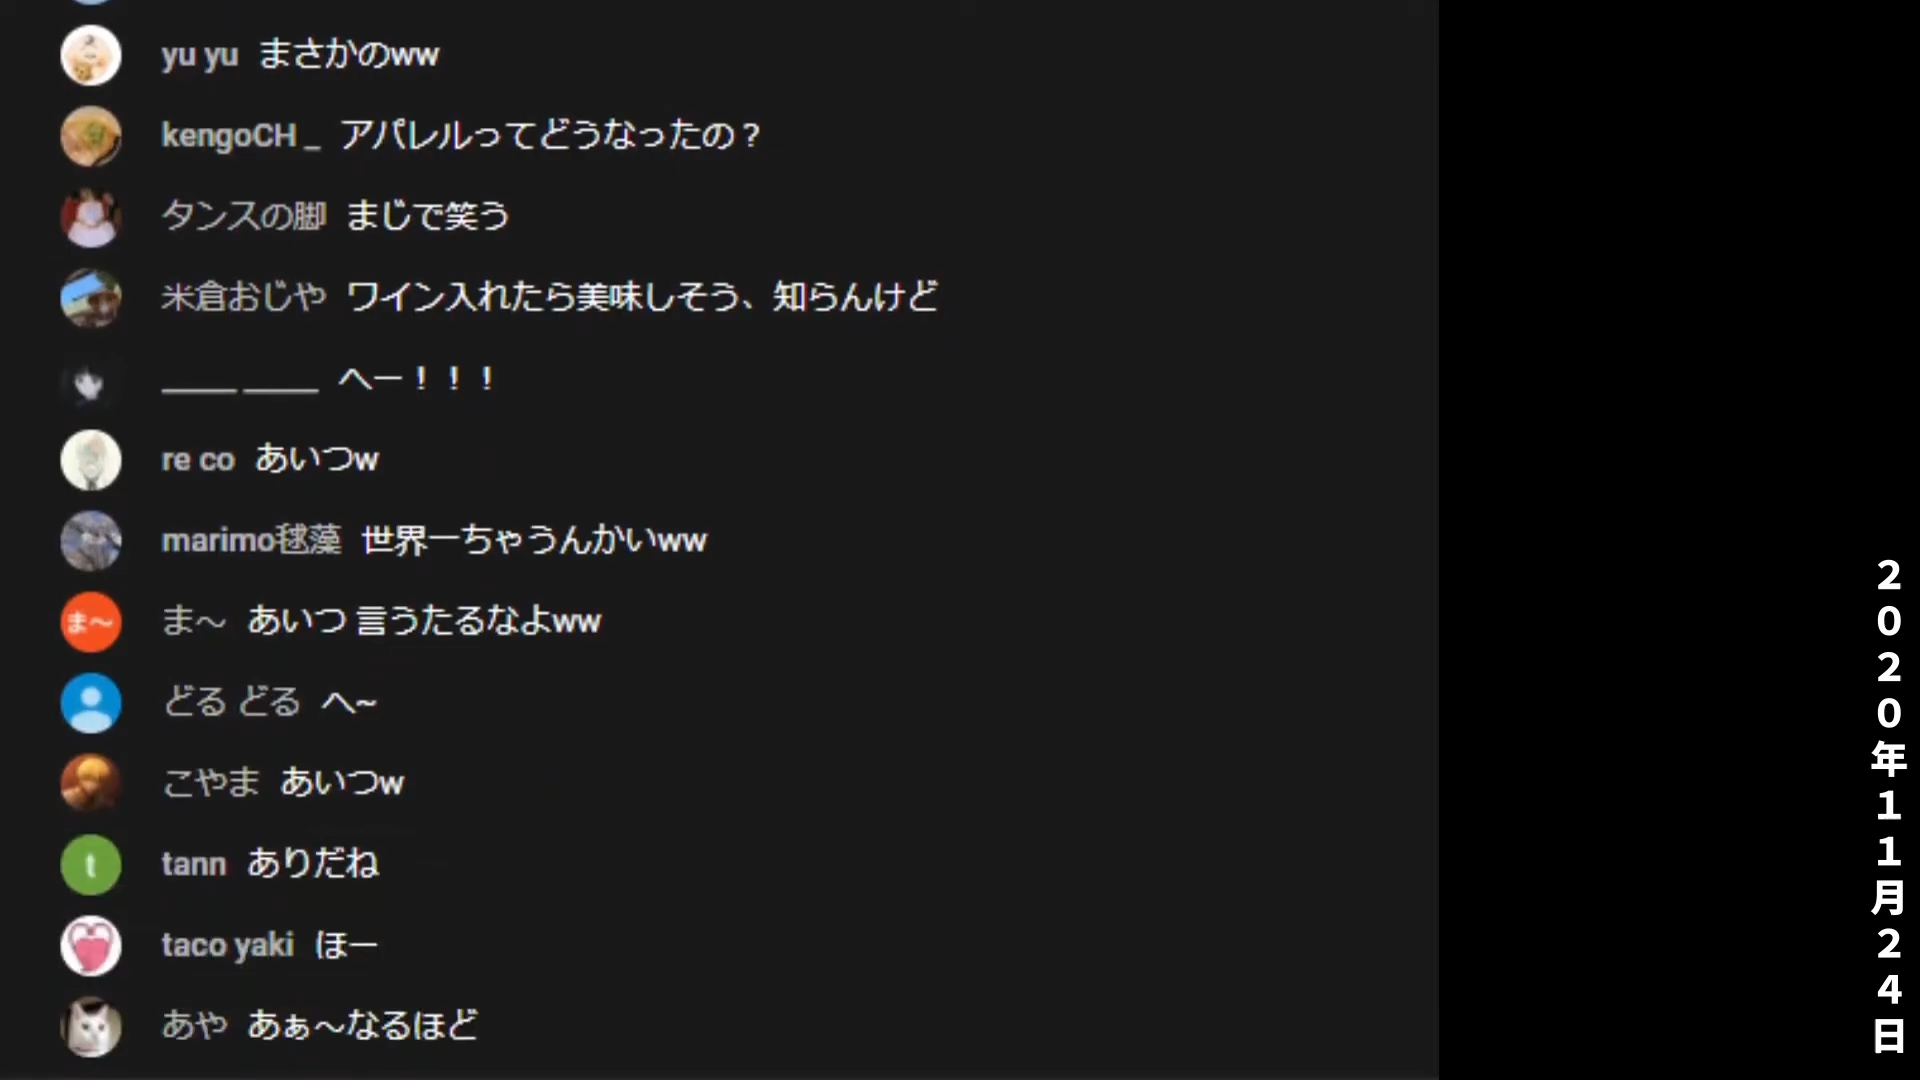 yu yu まさかのww
kengoCH _ アパレルってどうなったの？
タンスの脚 まじで笑う
米倉おじや ワイン入れたら美味しそう、知らんけど
____ ____ へー！！！
re co あいつw
marimo毬藻 世界一ちゃうんかいww
ま〜
ま〜 あいつ 言うたるなよww
どる どる へ~
こやま あいつw
t
tann ありだね
taco yaki ほー
あや あぁ〜なるほど
2020年11月24日